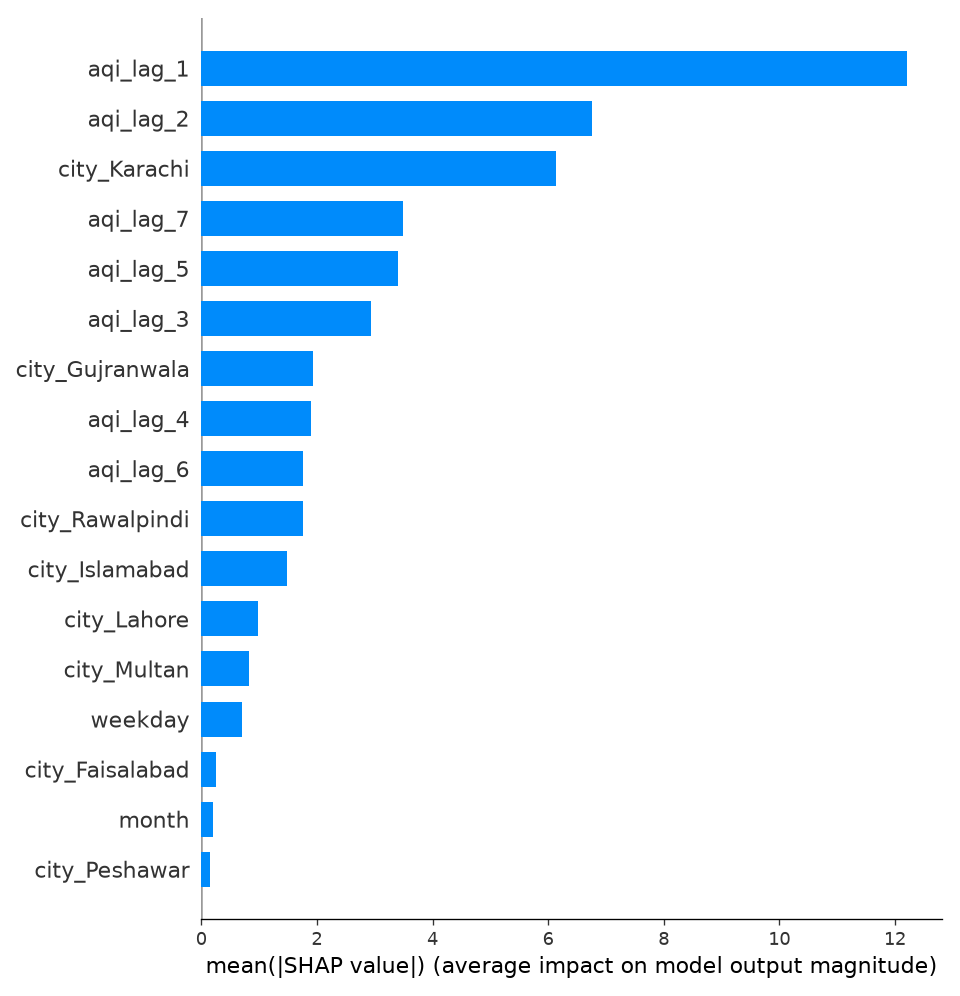 aqi_lag_1
aqi_lag_2
city_Karachi
aqi_lag_7
aqi_lag_5
aqi_lag_3
city_Gujranwala
aqi_lag_4
aqi_lag_6
city_Rawalpindi
city_Islamabad
city_Lahore
city_Multan
weekday
city_Faisalabad
month
city_Peshawar
0 2 4 6 8 10 12
mean(|SHAP value|) (average impact on model output magnitude)